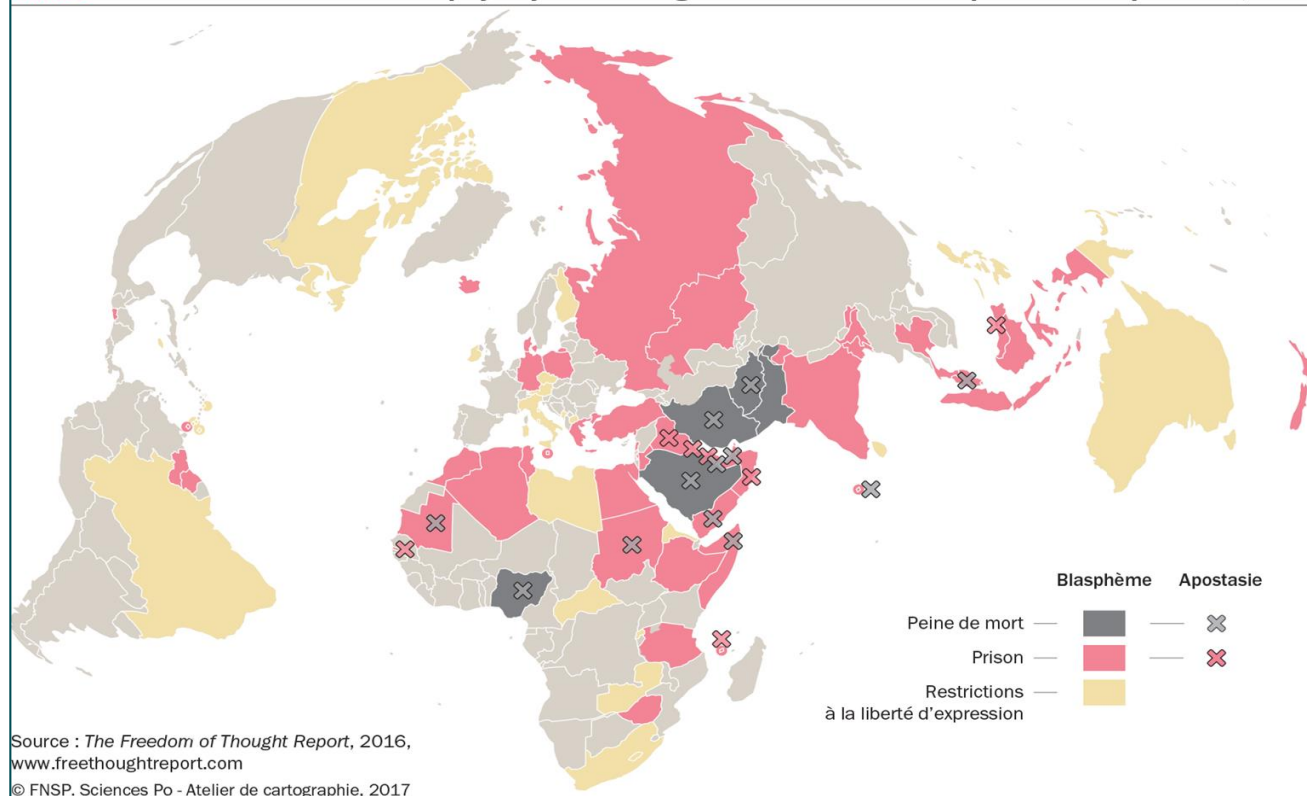 Blasphème Apostasie
Peine de mort
Prison
Restrictions
à la liberté d'expression
Source : The Freedom of Thought Report, 2016,
www.freethoughtreport.com
© FNSP. Sciences Po - Atelier de cartographie, 2017